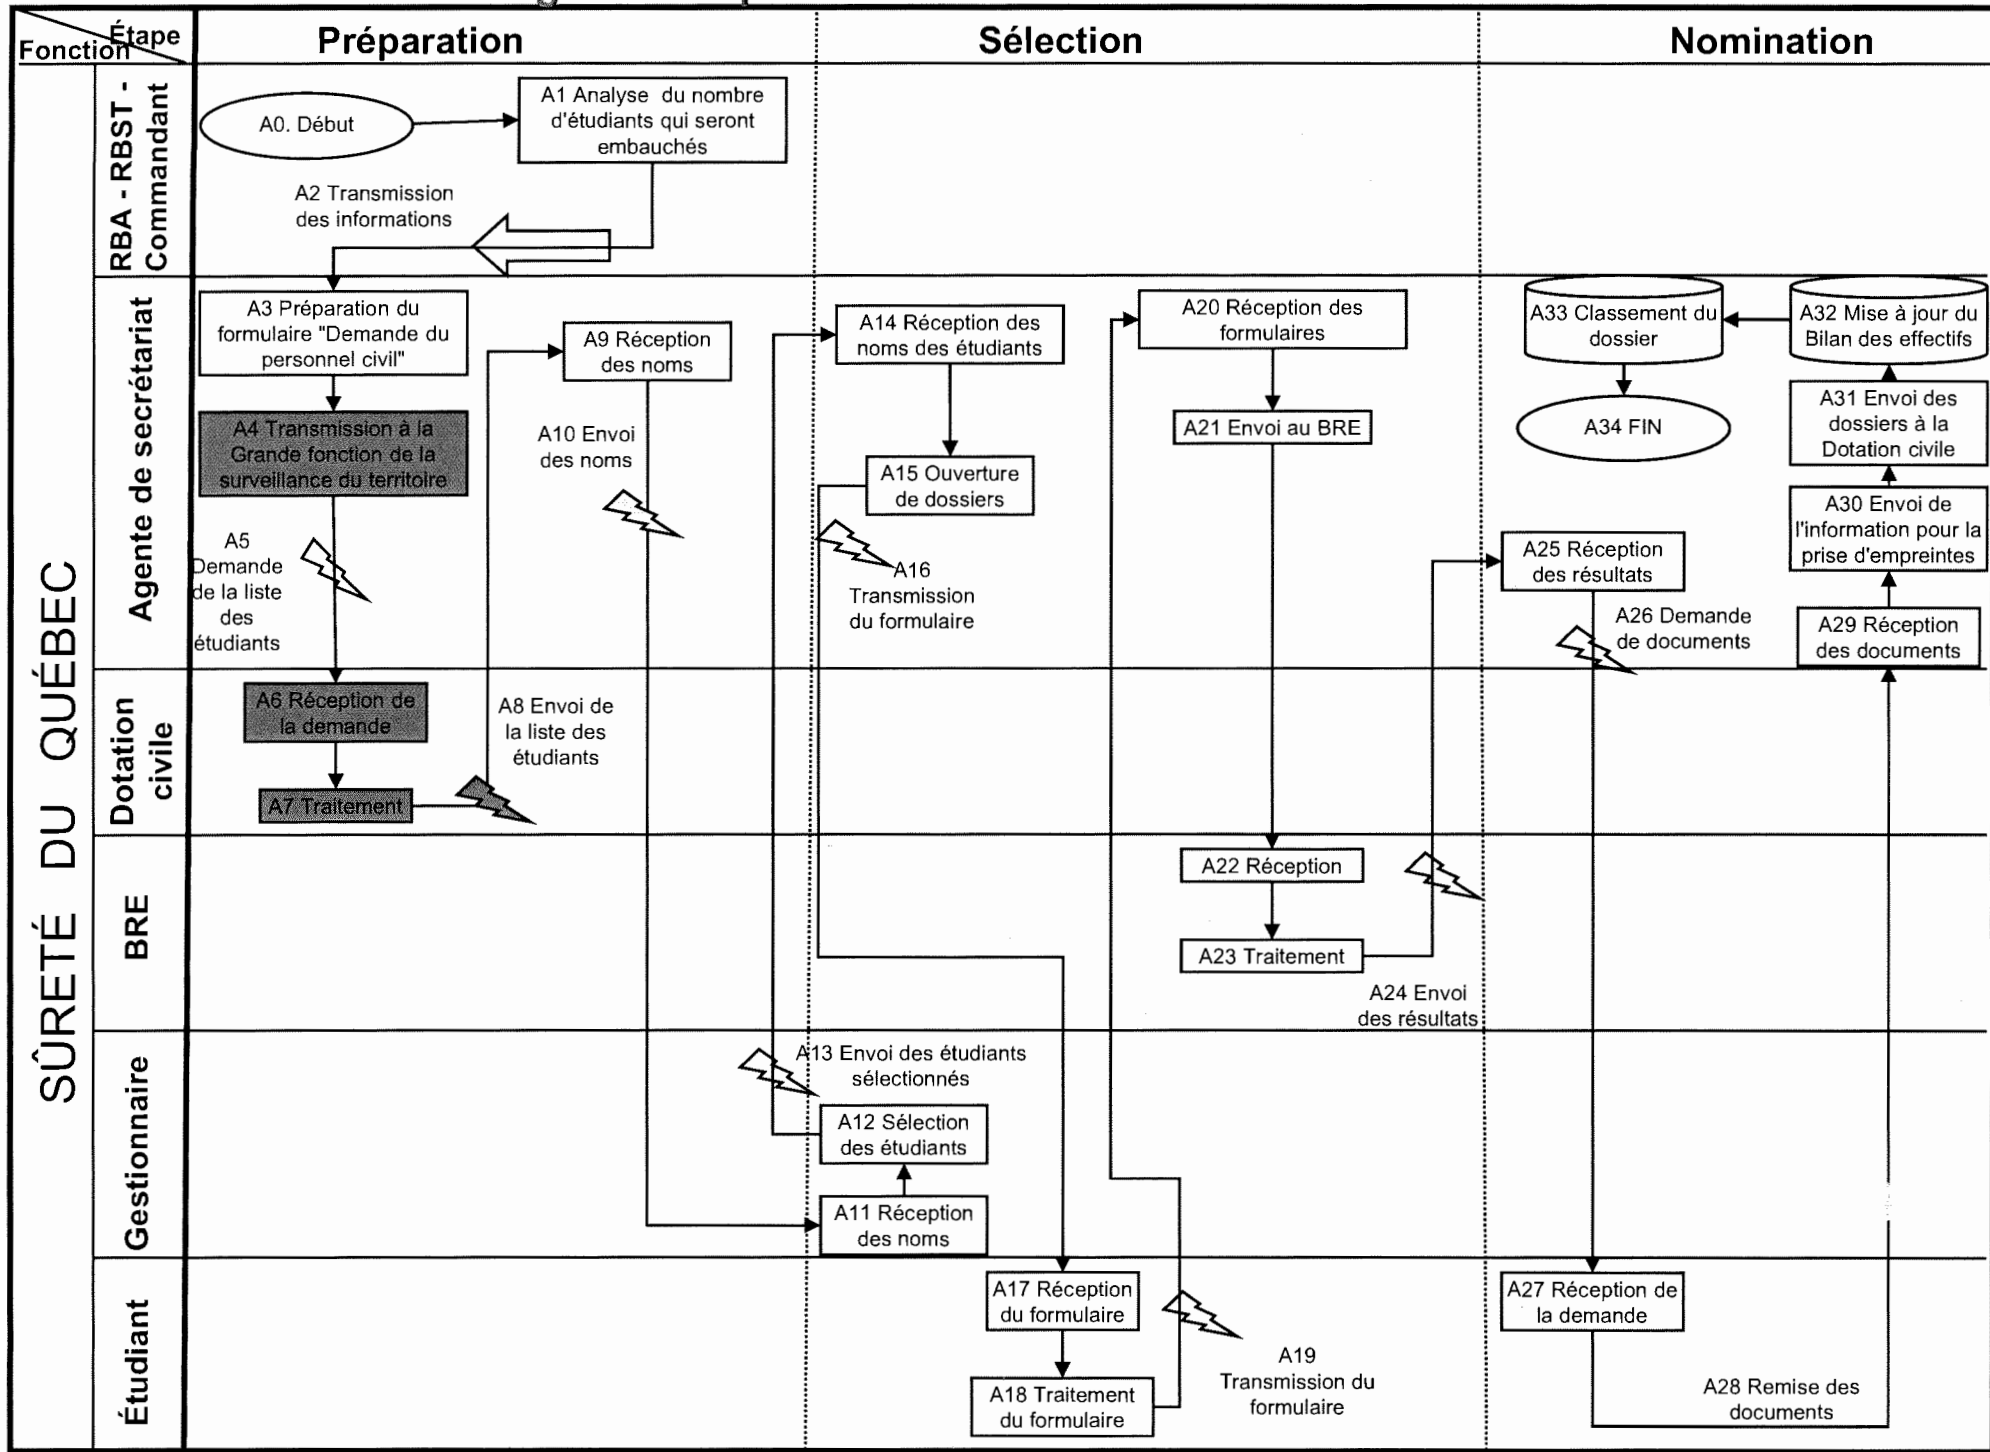 Étape
Fonction
Préparation
Sélection
Nomination
SÛRETÉ DU QUÉBEC
RBA - RBST -
Commandant
A0. Début
A1 Analyse du nombre
d'étudiants qui seront
embauchés
A2 Transmission
des informations
Agente de secrétariat
A3 Préparation du
formulaire "Demande du
personnel civil"
A4 Transmission à la
Grande fonction de la
surveillance du territoire
A5
Demande
de la liste
des
étudiants
A9 Réception
des noms
A10 Envoi
des noms
A14 Réception des
noms des étudiants
A15 Ouverture
de dossiers
A16
Transmission
du formulaire
A20 Réception des
formulaires
A21 Envoi au BRE
A33 Classement du
dossier
A34 FIN
A32 Mise à jour du
Bilan des effectifs
A31 Envoi des
dossiers à la
Dotation civile
A30 Envoi de
l'information pour la
prise d'empreintes
A25 Réception
des résultats
A26 Demande
de documents
A29 Réception
des documents
Dotation
civile
A6 Réception de
la demande
A7 Traitement
A8 Envoi de
la liste des
étudiants
BRE
A22 Réception
A23 Traitement
A24 Envoi
des résultats
Gestionnaire
A13 Envoi des étudiants
sélectionnés
A12 Sélection
des étudiants
A11 Réception
des noms
Étudiant
A17 Réception
du formulaire
A18 Traitement
du formulaire
A19
Transmission du
formulaire
A27 Réception de
la demande
A28 Remise des
documents